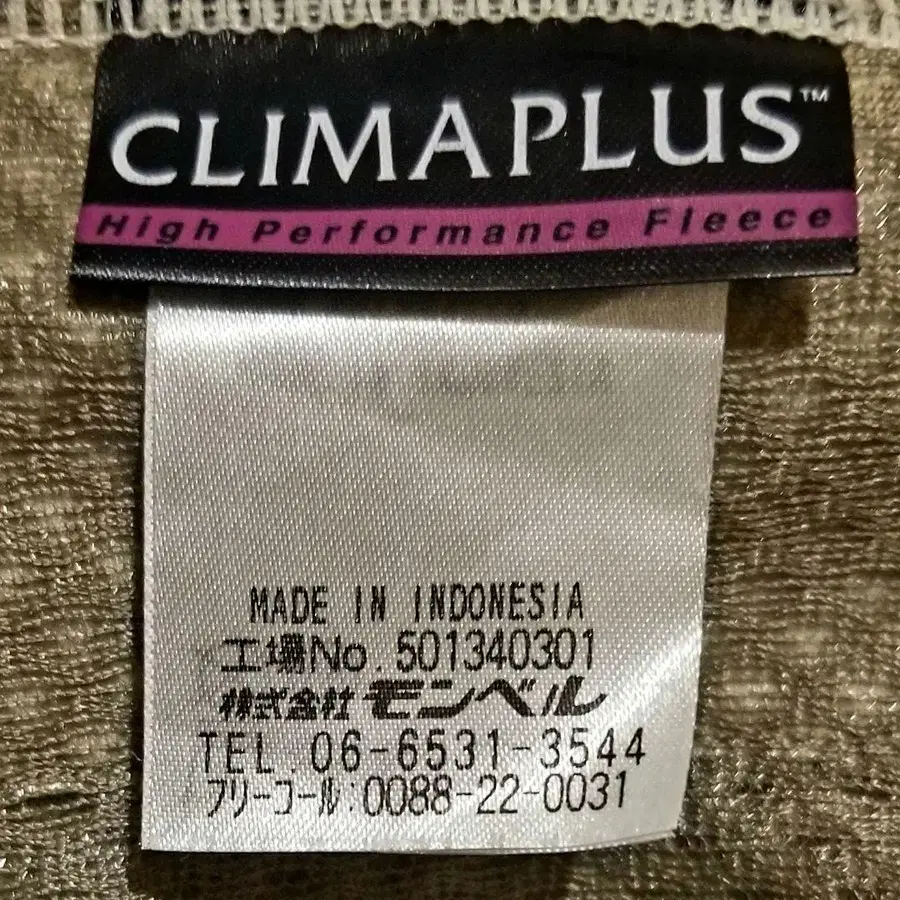 CLIMAPLUS™
High Performance Fleece
MADE IN INDONESIA
工場No.501340301
株式会社 モンベル
TEL 06-6531-3544
フリーコール:0088-22-0031